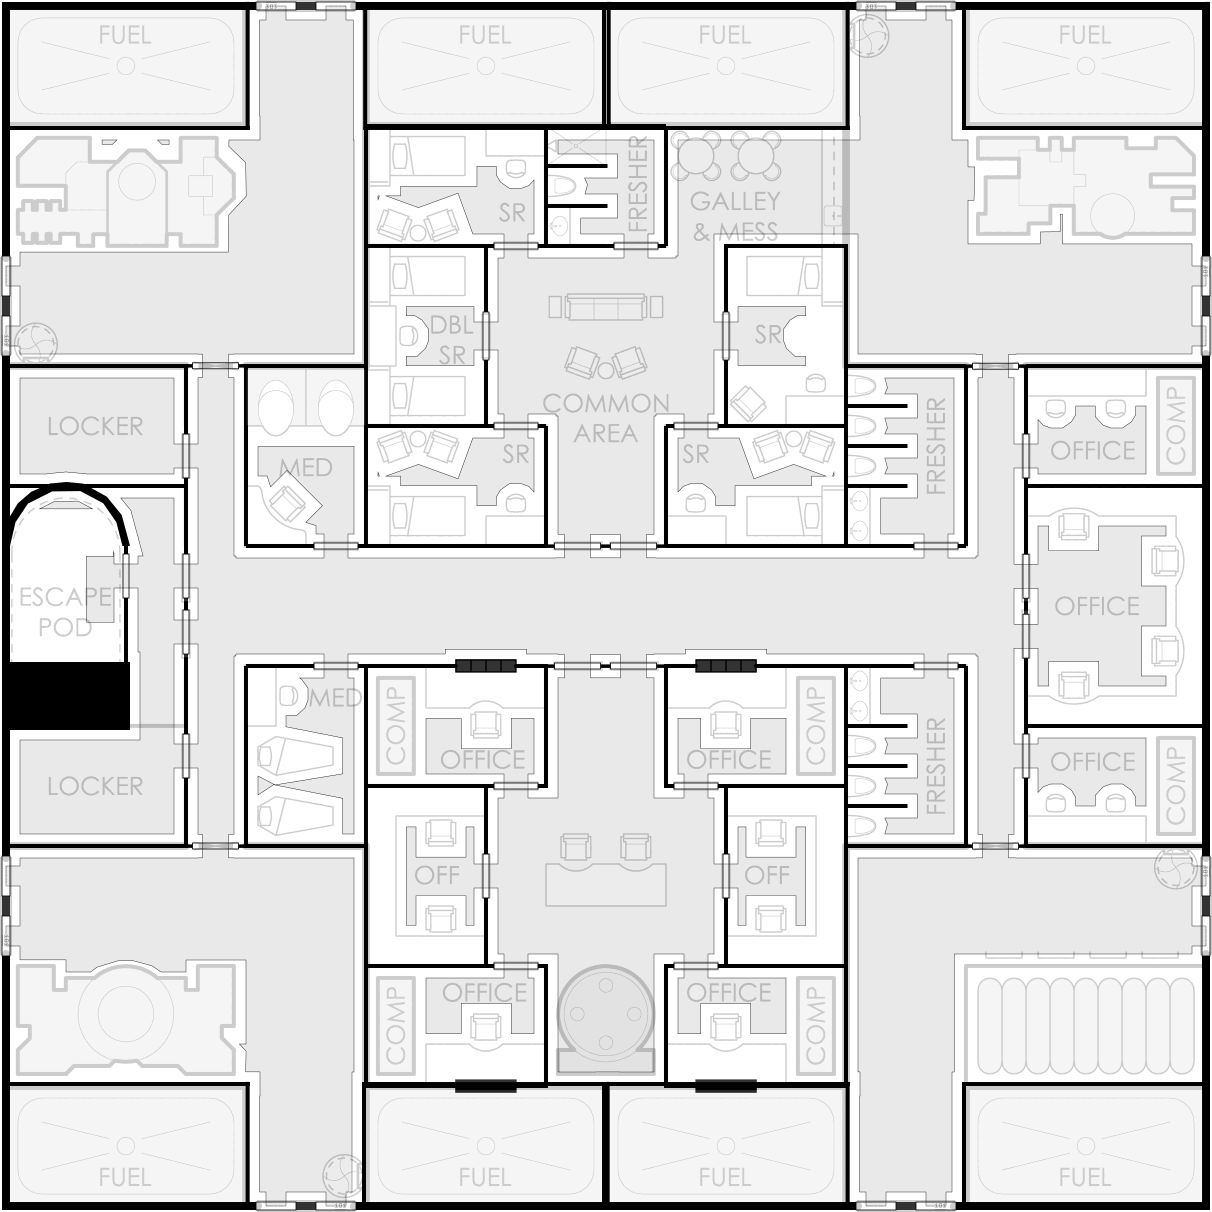 FUEL
FUEL
FUEL
FUEL
SR
FRESHER
GALLEY
& MESS
DBL
SR
SR
COMMON
AREA
LOCKER
MED
SR
SR
FRESHER
OFFICE
COMP
ESCAPE
POD
OFFICE
MED
COMP
OFFICE
OFFICE
COMP
FRESHER
OFFICE
COMP
LOCKER
OFF
OFF
COMP
OFFICE
OFFICE
COMP
FUEL
FUEL
FUEL
FUEL